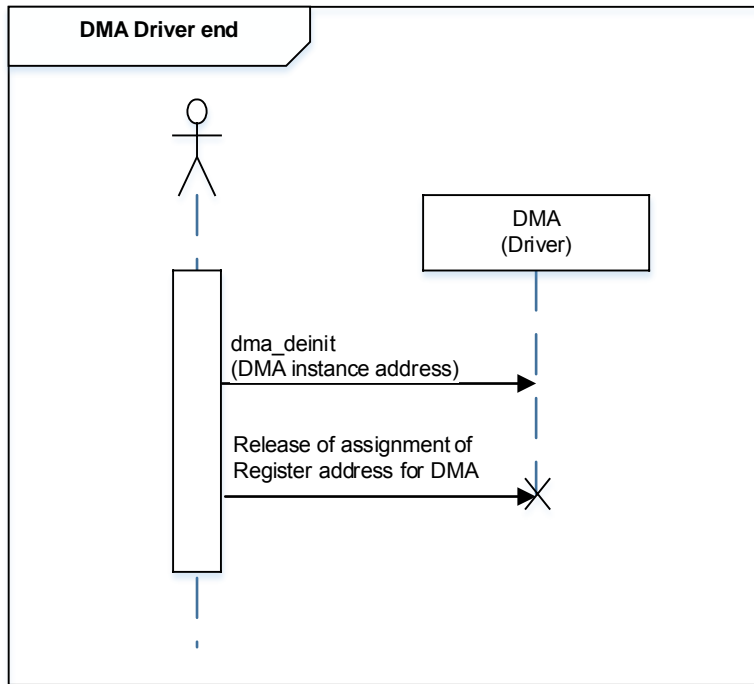 DMA Driver end
DMA
(Driver)
dma_deinit
(DMA instance address)
Release of assignment of
Register address for DMA